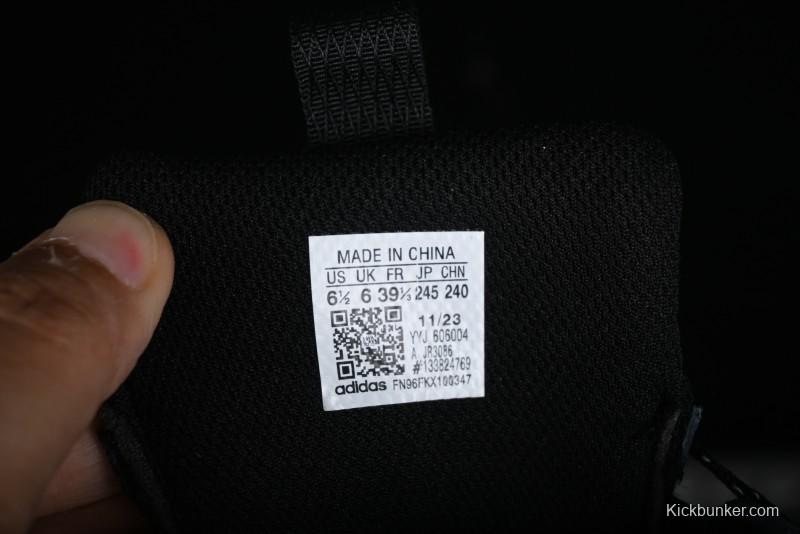 MADE IN CHINA
US UK FR JP CHN
6½ 6 39⅓ 245 240
11/23
YYJ 606004
A JR3086
#133824769
adidas FN96FKX100347
Kickbunker.com